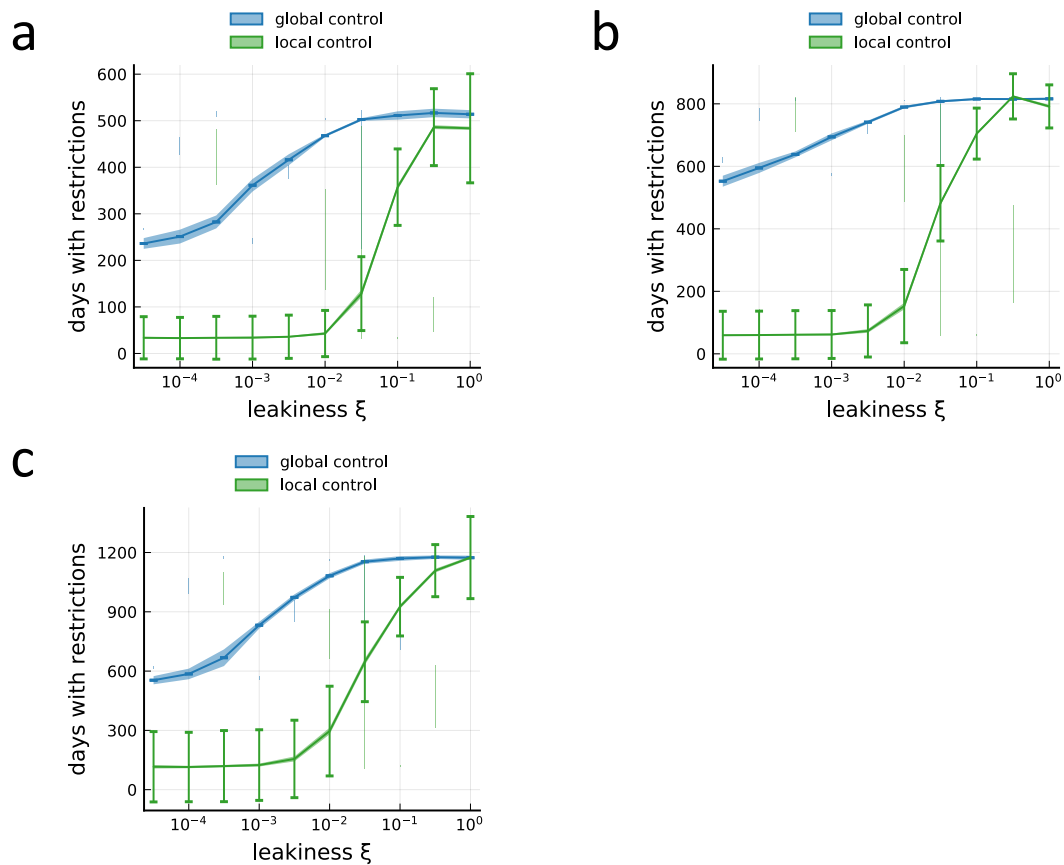 a
global control
local control
600
500
400
300
200
100
0
days with restrictions
10⁻⁴
10⁻³
10⁻²
10⁻¹
10⁰
leakiness ξ
b
global control
local control
800
600
400
200
0
days with restrictions
10⁻⁴
10⁻³
10⁻²
10⁻¹
10⁰
leakiness ξ
c
global control
local control
1200
900
600
300
0
days with restrictions
10⁻⁴
10⁻³
10⁻²
10⁻¹
10⁰
leakiness ξ